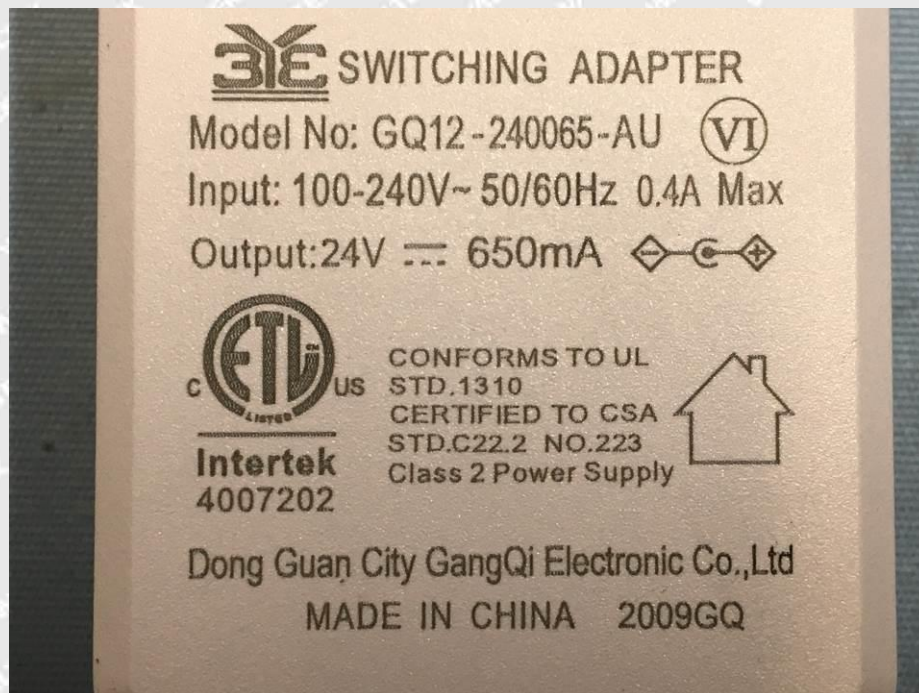 3YE SWITCHING ADAPTER
Model No: GQ12-240065-AU VI
Input: 100-240V~ 50/60Hz 0.4A Max
Output:24V ⎓ 650mA
ETL CM
C US
LISTED
Intertek
4007202
CONFORMS TO UL
STD.1310
CERTIFIED TO CSA
STD.C22.2 NO.223
Class 2 Power Supply
Dong Guan City GangQi Electronic Co.,Ltd
MADE IN CHINA 2009GQ